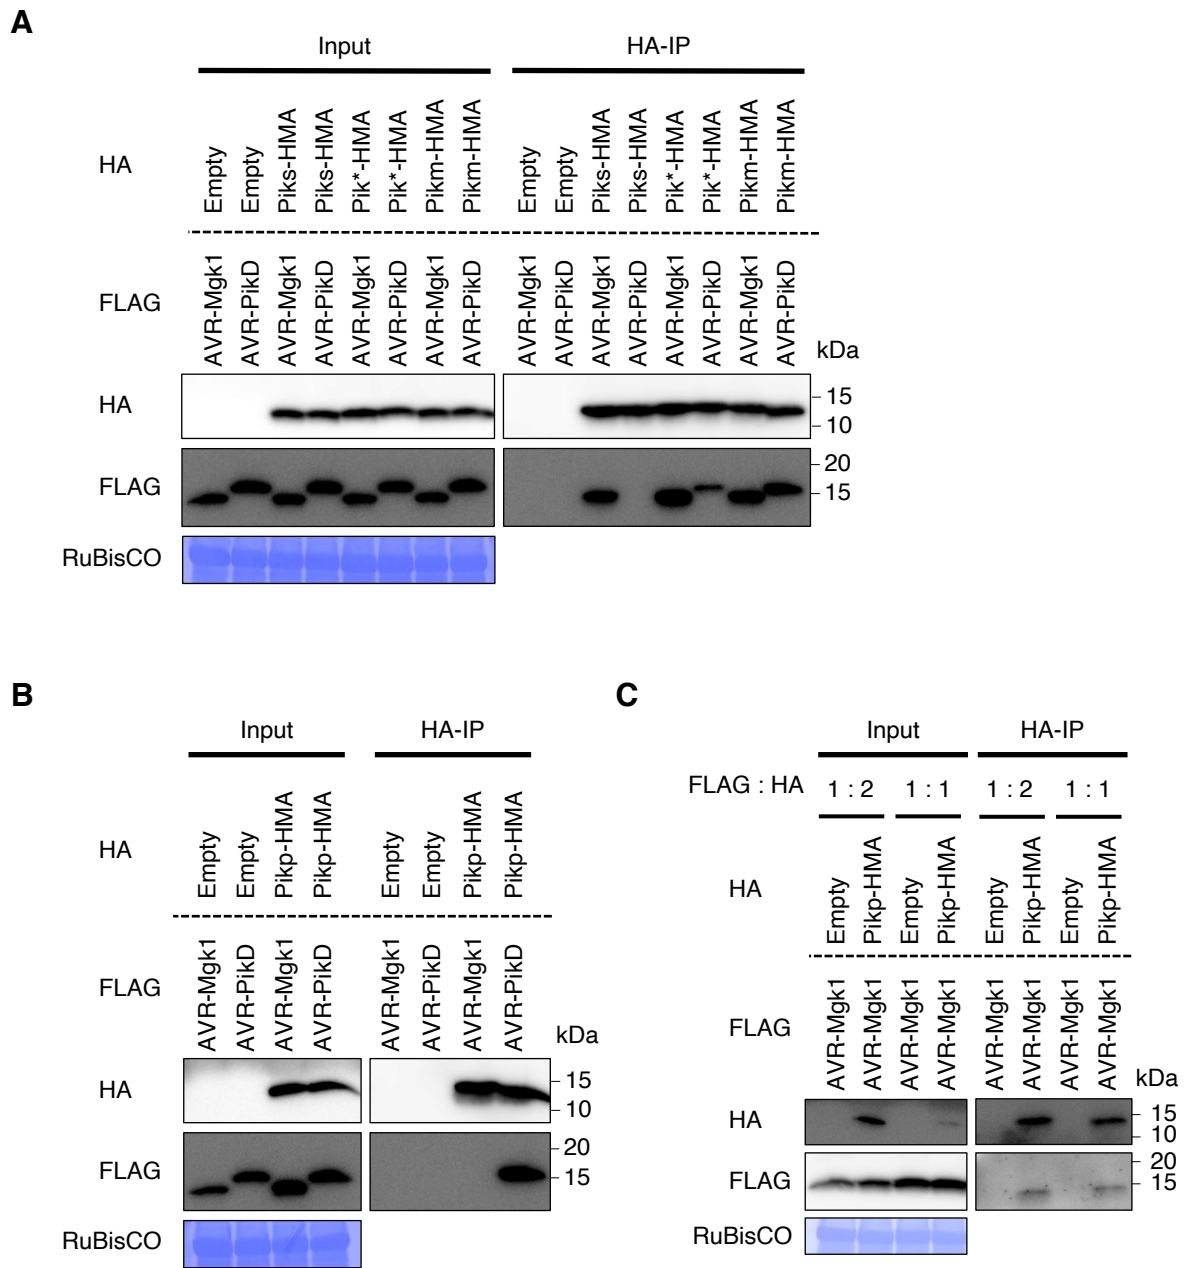 A
Input HA-IP
HA Empty Empty Piks-HMA Piks-HMA Pik*-HMA Pik*-HMA Pikm-HMA Pikm-HMA Empty Empty Piks-HMA Piks-HMA Pik*-HMA Pik*-HMA Pikm-HMA Pikm-HMA
FLAG AVR-Mgk1 AVR-PikD AVR-Mgk1 AVR-PikD AVR-Mgk1 AVR-PikD AVR-Mgk1 AVR-PikD AVR-Mgk1 AVR-PikD AVR-Mgk1 AVR-PikD AVR-Mgk1 AVR-PikD AVR-Mgk1 AVR-PikD
kDa
HA 15
10
FLAG 20
15
RuBisCO
B
Input HA-IP
HA Empty Empty Pikp-HMA Pikp-HMA Empty Empty Pikp-HMA Pikp-HMA
FLAG AVR-Mgk1 AVR-PikD AVR-Mgk1 AVR-PikD AVR-Mgk1 AVR-PikD AVR-Mgk1 AVR-PikD
kDa
HA 15
10
FLAG 20
15
RuBisCO
C
Input HA-IP
FLAG : HA 1 : 2 1 : 1 1 : 2 1 : 1
HA Empty Pikp-HMA Empty Pikp-HMA Empty Pikp-HMA Empty Pikp-HMA
FLAG AVR-Mgk1 AVR-Mgk1 AVR-Mgk1 AVR-Mgk1 AVR-Mgk1 AVR-Mgk1 AVR-Mgk1 AVR-Mgk1
kDa
HA 15
10
FLAG 20
15
RuBisCO